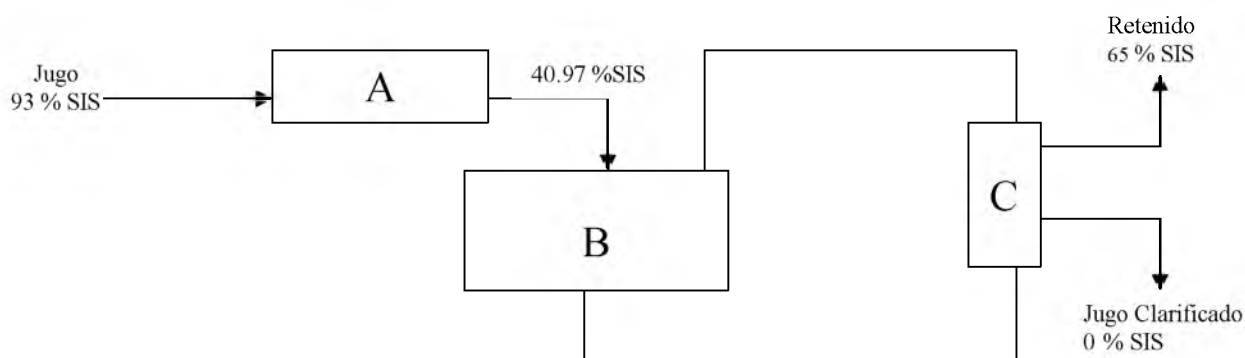 Jugo
93 % SIS
A
40.97 %SIS
B
C
Retenido
65 % SIS
Jugo Clarificado
0 % SIS